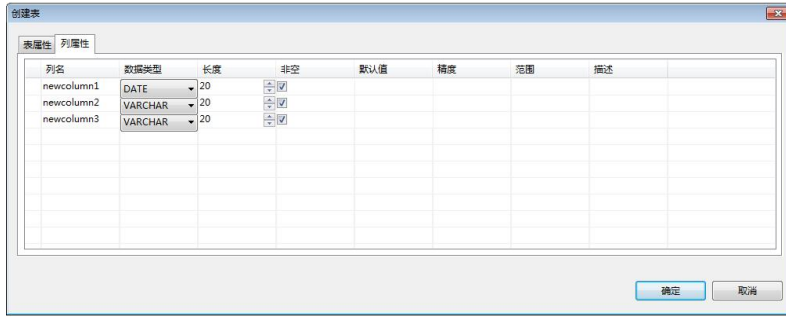 创建表
表属性 列属性
列名 数据类型 长度 非空 默认值 精度 范围 描述
newcolumn1 DATE 20
newcolumn2 VARCHAR 20
newcolumn3 VARCHAR 20
确定 取消